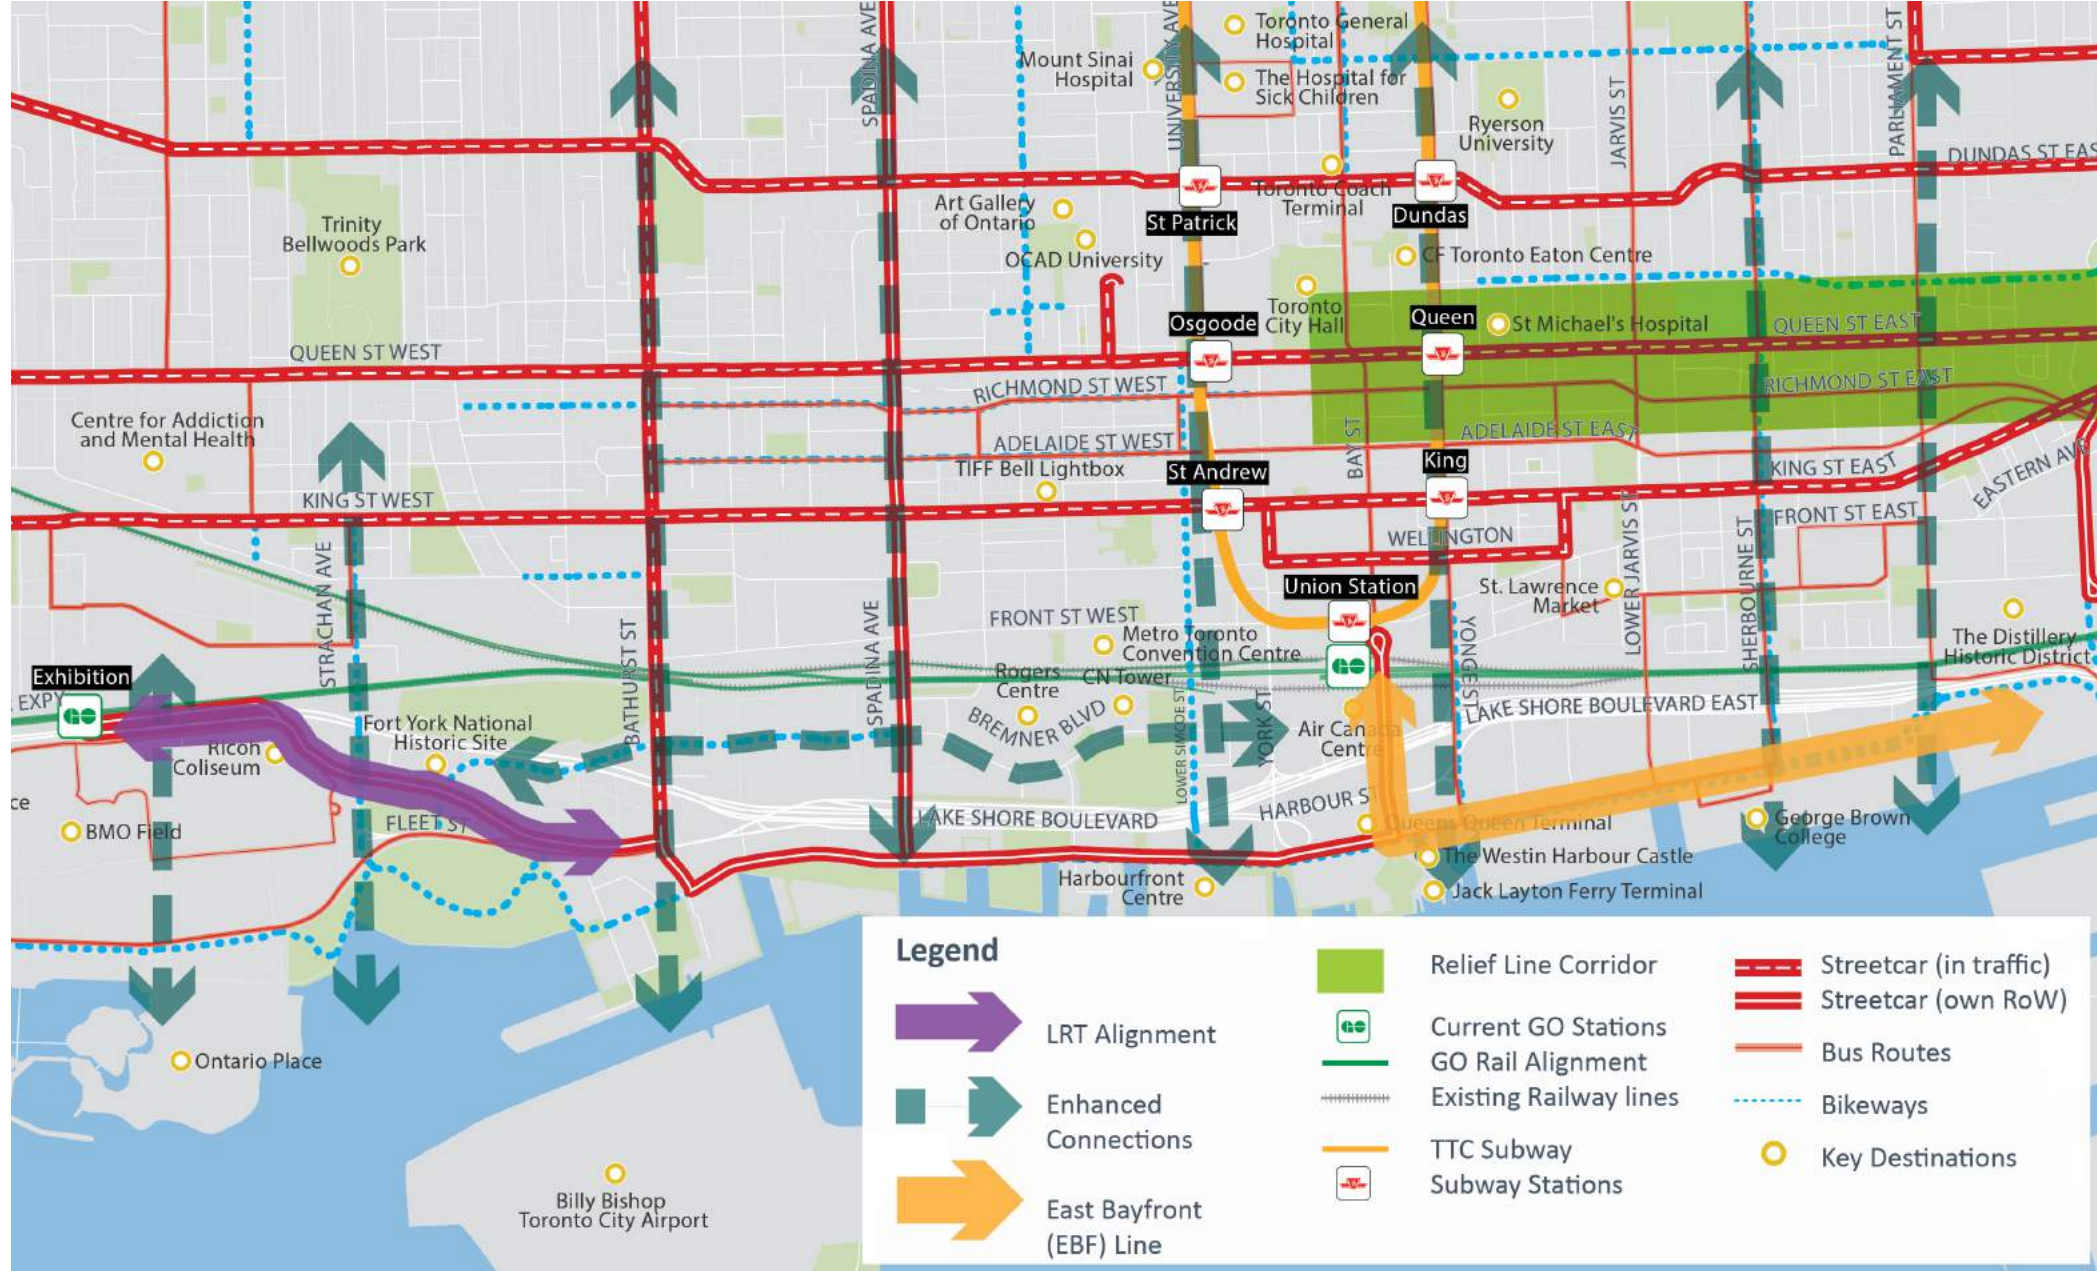 Toronto General
Hospital
Mount Sinai
Hospital
The Hospital for
Sick Children
SPADINA AVE
UNIVERSITY AVE
Ryerson
University
JARVIS ST
PARLIAMENT ST
DUNDAS ST EAS
Toronto Coach
Terminal
St Patrick
Dundas
Trinity
Bellwoods Park
Art Gallery
of Ontario
OCAD University
CF Toronto Eaton Centre
Toronto
City Hall
Osgoode
Queen
St Michael's Hospital
QUEEN ST EAST
QUEEN ST WEST
RICHMOND ST WEST
RICHMOND ST EAST
Centre for Addiction
and Mental Health
ADELAIDE ST WEST
ADELAIDE ST EAST
BAY ST
TIFF Bell Lightbox
St Andrew
King
KING ST EAST
KING ST WEST
EASTERN AVE
FRONT ST EAST
WELLINGTON
STRACHAN AVE
Union Station
St. Lawrence
Market
LOWER JARVIS ST
SHERBOURNE ST
FRONT ST WEST
Metro Toronto
Convention Centre
YONGE ST
The Distillery
Historic District
BATHURST ST
SPADINA AVE
Exhibition
EXPY
Rogers
Centre
CN Tower
BREMNER BLVD
LOWER SIMCOE ST
YORK ST
Air Canada
Centre
LAKE SHORE BOULEVARD EAST
Fort York National
Historic Site
Ricon
Coliseum
ce
BMO Field
FLEET ST
LAKE SHORE BOULEVARD
HARBOUR ST
Queens Queen Terminal
George Brown
College
The Westin Harbour Castle
Harbourfront
Centre
Jack Layton Ferry Terminal
Ontario Place
Billy Bishop
Toronto City Airport
Legend
LRT Alignment
Enhanced
Connections
East Bayfront
(EBF) Line
Relief Line Corridor
GO
Current GO Stations
GO Rail Alignment
Existing Railway lines
TTC Subway
Subway Stations
Streetcar (in traffic)
Streetcar (own RoW)
Bus Routes
Bikeways
Key Destinations